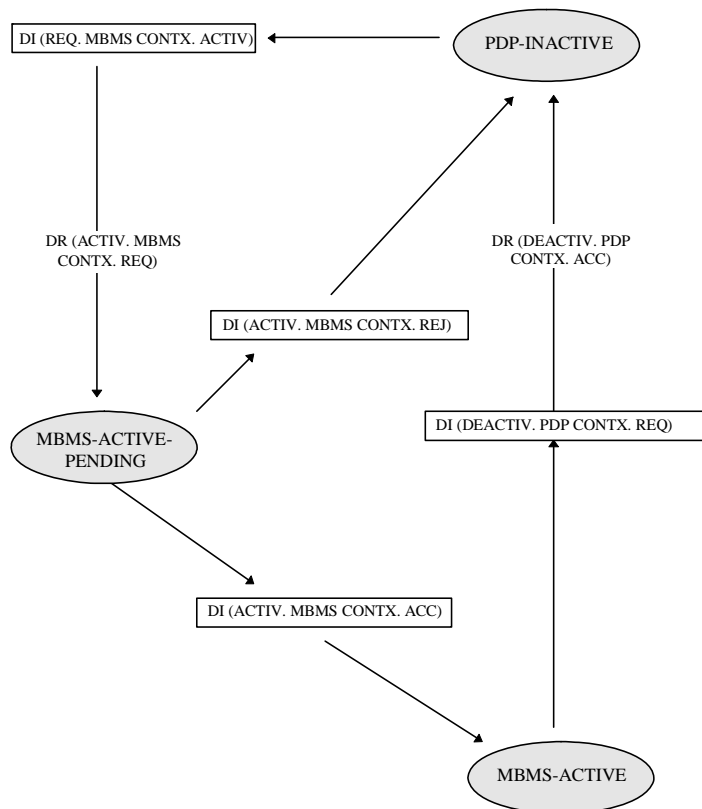 DI (REQ. MBMS CONTX. ACTIV)
PDP-INACTIVE
DR (ACTIV. MBMS
CONTX. REQ)
DR (DEACTIV. PDP
CONTX. ACC)
DI (ACTIV. MBMS CONTX. REJ)
MBMS-ACTIVE-
PENDING
DI (DEACTIV. PDP CONTX. REQ)
DI (ACTIV. MBMS CONTX. ACC)
MBMS-ACTIVE